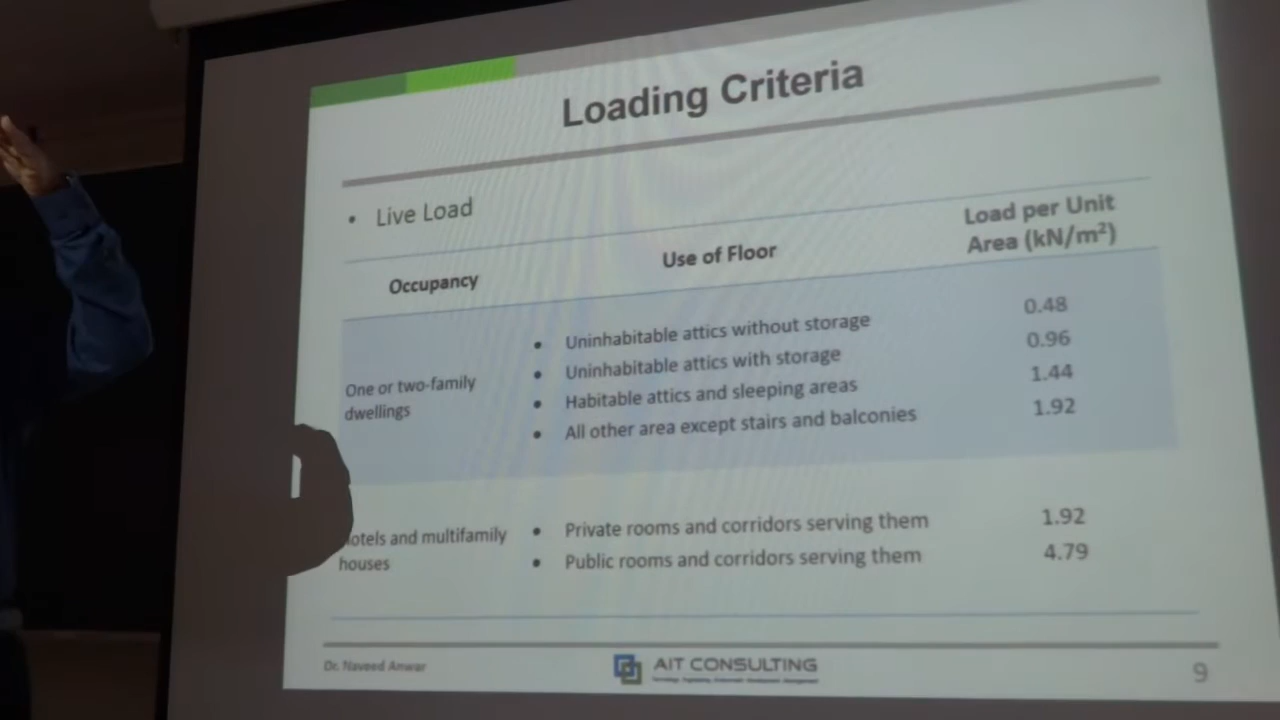 Loading Criteria
• Live Load
Occupancy Use of Floor Load per Unit
Area (kN/m²)
One or two-family
dwellings
• Uninhabitable attics without storage 0.48
• Uninhabitable attics with storage 0.96
• Habitable attics and sleeping areas 1.44
• All other area except stairs and balconies 1.92
otels and multifamily
houses
• Private rooms and corridors serving them 1.92
• Public rooms and corridors serving them 4.79
Dr. Naveed Anwar AIT CONSULTING 9